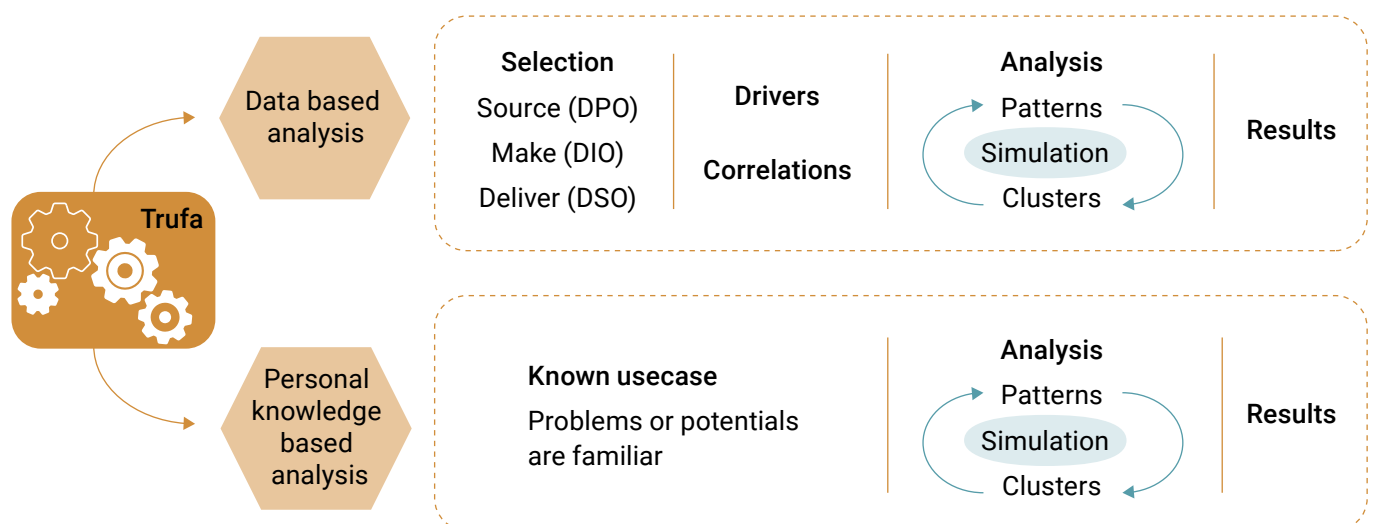 Trufa
Data based
analysis
Selection
Source (DPO)
Make (DIO)
Deliver (DSO)
Drivers
Correlations
Analysis
Patterns
Simulation
Clusters
Results
Personal
knowledge
based
analysis
Known usecase
Problems or potentials
are familiar
Analysis
Patterns
Simulation
Clusters
Results